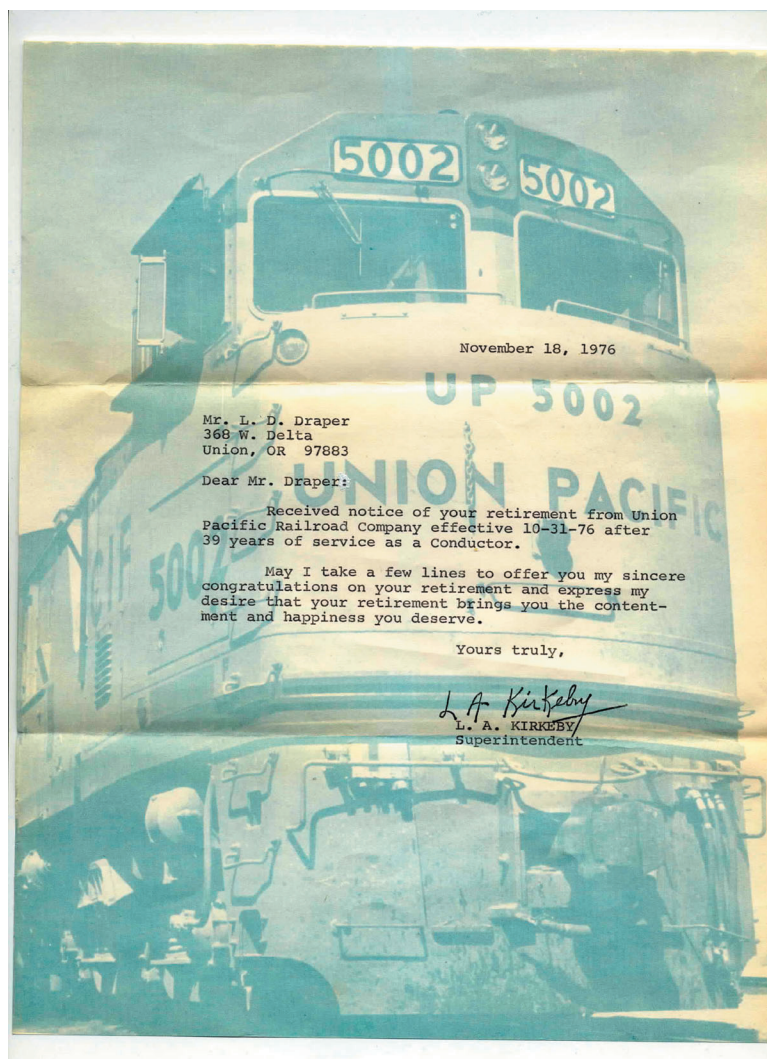 5002
5002
November 18, 1976
UP 5002
Mr. L. D. Draper
368 W. Delta
Union, OR  97883
Dear Mr. Draper:
UNION PACIFIC
Received notice of your retirement from Union
Pacific Railroad Company effective 10-31-76 after
39 years of service as a Conductor.
CIF
5002
May I take a few lines to offer you my sincere
congratulations on your retirement and express my
desire that your retirement brings you the content-
ment and happiness you deserve.
Yours truly,
L A Kirkeby
L. A. KIRKEBY
Superintendent